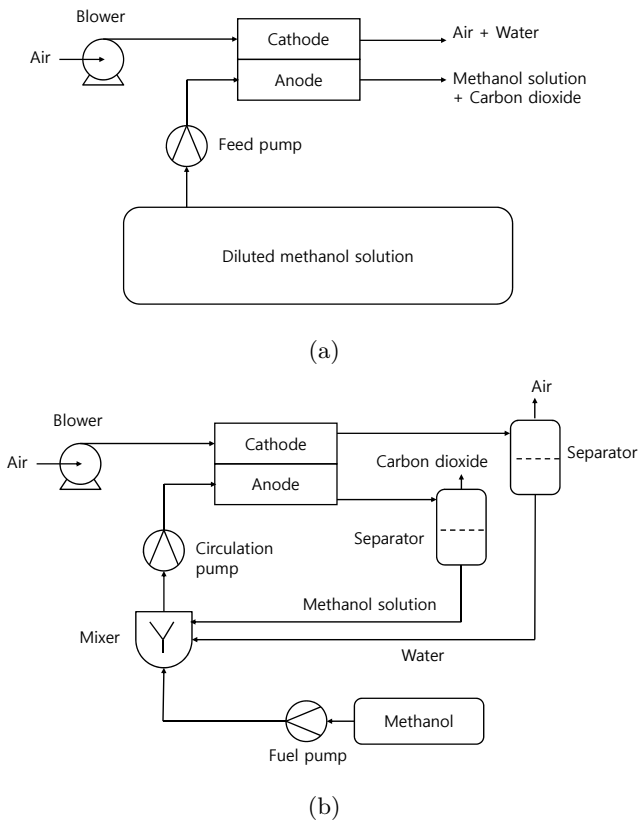 Blower
Air
Cathode
Anode
Air + Water
Methanol solution
+ Carbon dioxide
Feed pump
Diluted methanol solution
(a)
Air
Blower
Air
Cathode
Anode
Carbon dioxide
Separator
Separator
Circulation
pump
Methanol solution
Mixer
Water
Methanol
Fuel pump
(b)